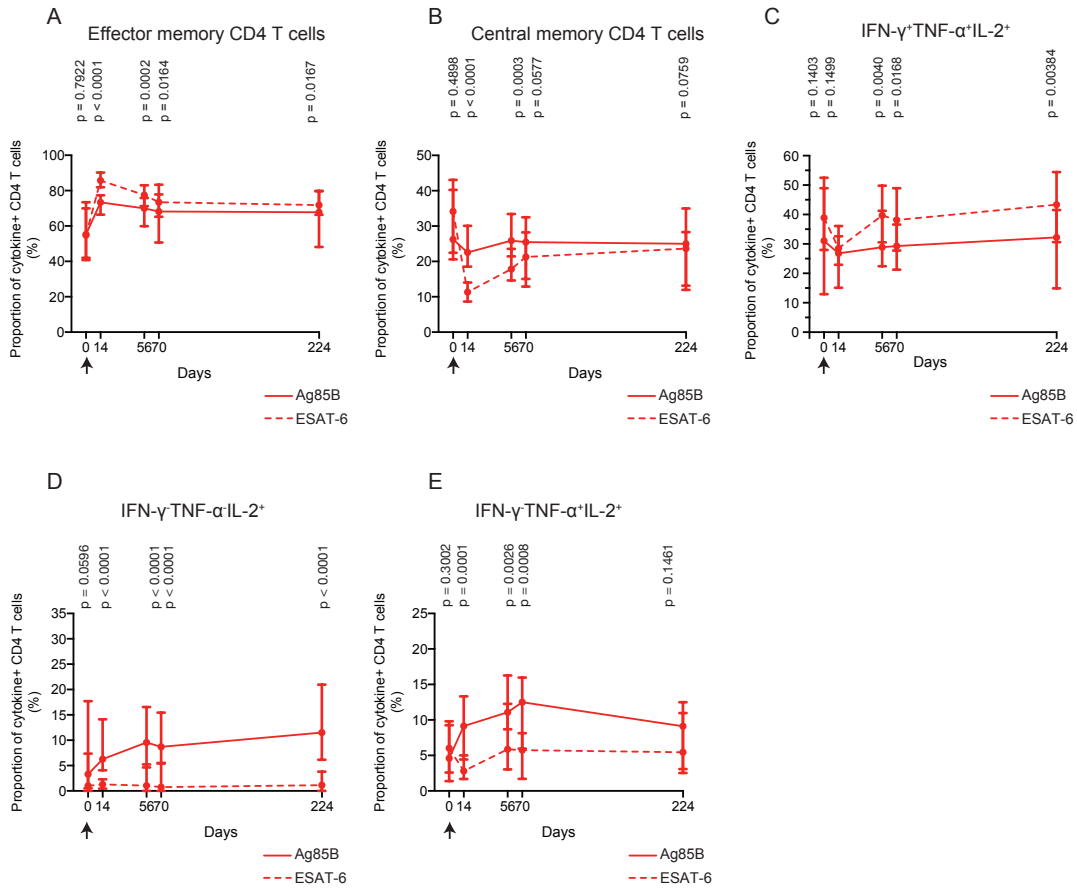 A
Effector memory CD4 T cells
p = 0.7922
p < 0.0001
p = 0.0002
p = 0.0164
p = 0.0167
Proportion of cytokine+ CD4 T cells
(%)
100
80
60
40
20
0
0 14 5670 224
Days
Ag85B
ESAT-6
B
Central memory CD4 T cells
p = 0.4898
p < 0.0001
p = 0.0003
p = 0.0577
p = 0.0759
Proportion of cytokine+ CD4 T cells
(%)
50
40
30
20
10
0
0 14 5670 224
Days
Ag85B
ESAT-6
C
IFN-γ⁺TNF-α⁺IL-2⁺
p = 0.1403
p = 0.1499
p = 0.0040
p = 0.0168
p = 0.00384
Proportion of cytokine+ CD4 T cells
(%)
60
50
40
30
20
10
0
0 14 5670 224
Days
Ag85B
ESAT-6
D
IFN-γ⁻TNF-α⁻IL-2⁺
p = 0.0596
p < 0.0001
p < 0.0001
p < 0.0001
p < 0.0001
Proportion of cytokine+ CD4 T cells
(%)
35
30
25
20
15
10
5
0
0 14 5670 224
Days
Ag85B
ESAT-6
E
IFN-γ⁻TNF-α⁺IL-2⁺
p = 0.3002
p = 0.0001
p = 0.0026
p = 0.0008
p = 0.1461
Proportion of cytokine+ CD4 T cells
(%)
25
20
15
10
5
0
0 14 5670 224
Days
Ag85B
ESAT-6